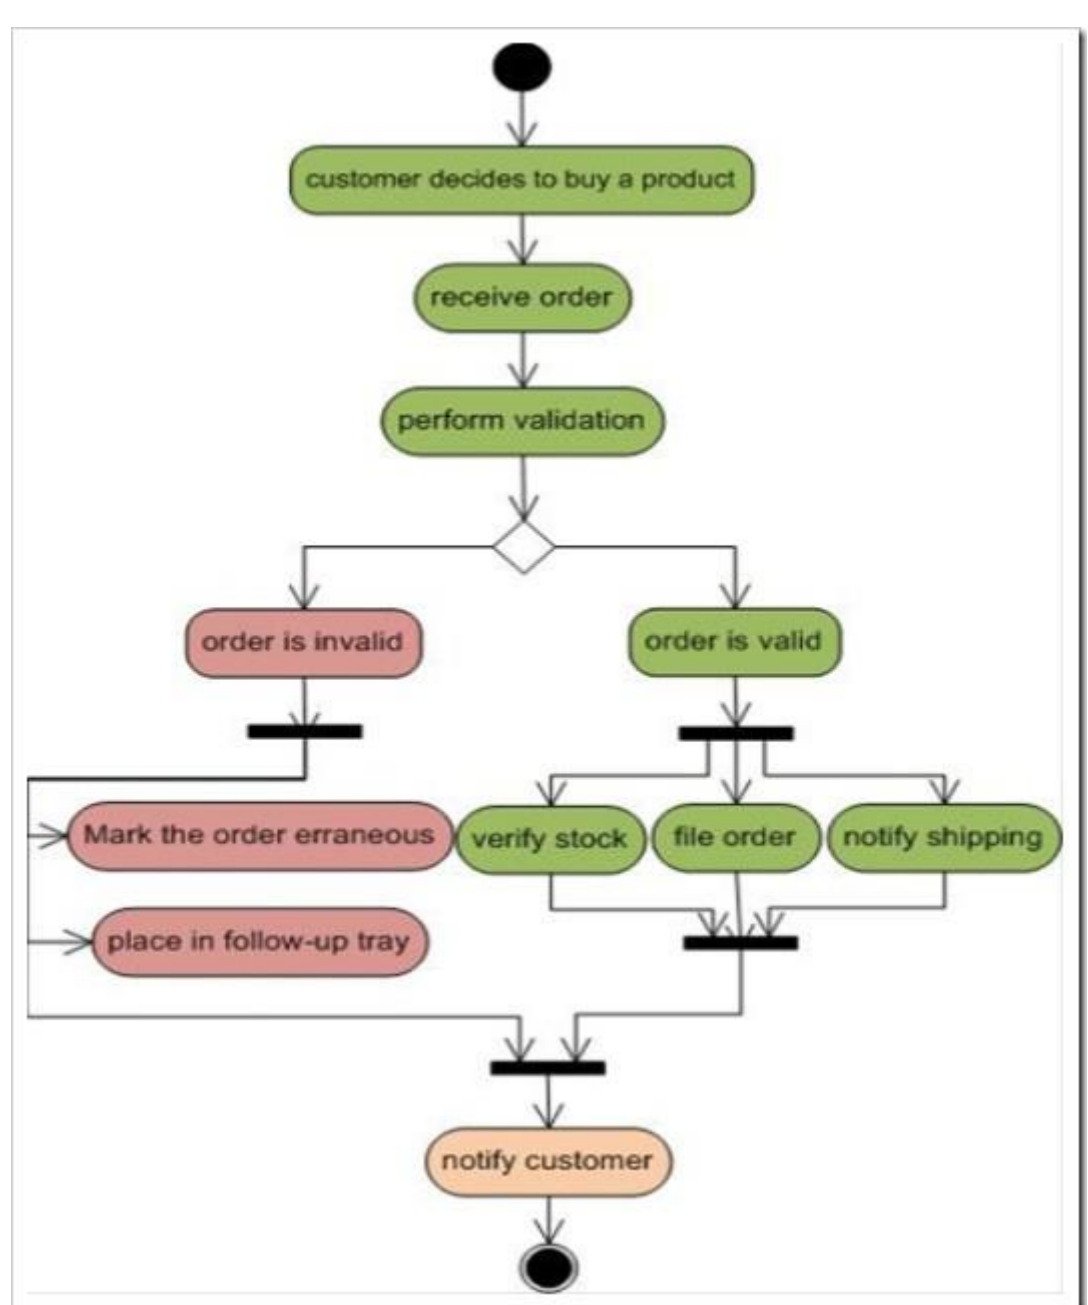 customer decides to buy a product
receive order
perform validation
order is invalid
order is valid
Mark the order erraneous
verify stock
file order
notify shipping
place in follow-up tray
notify customer